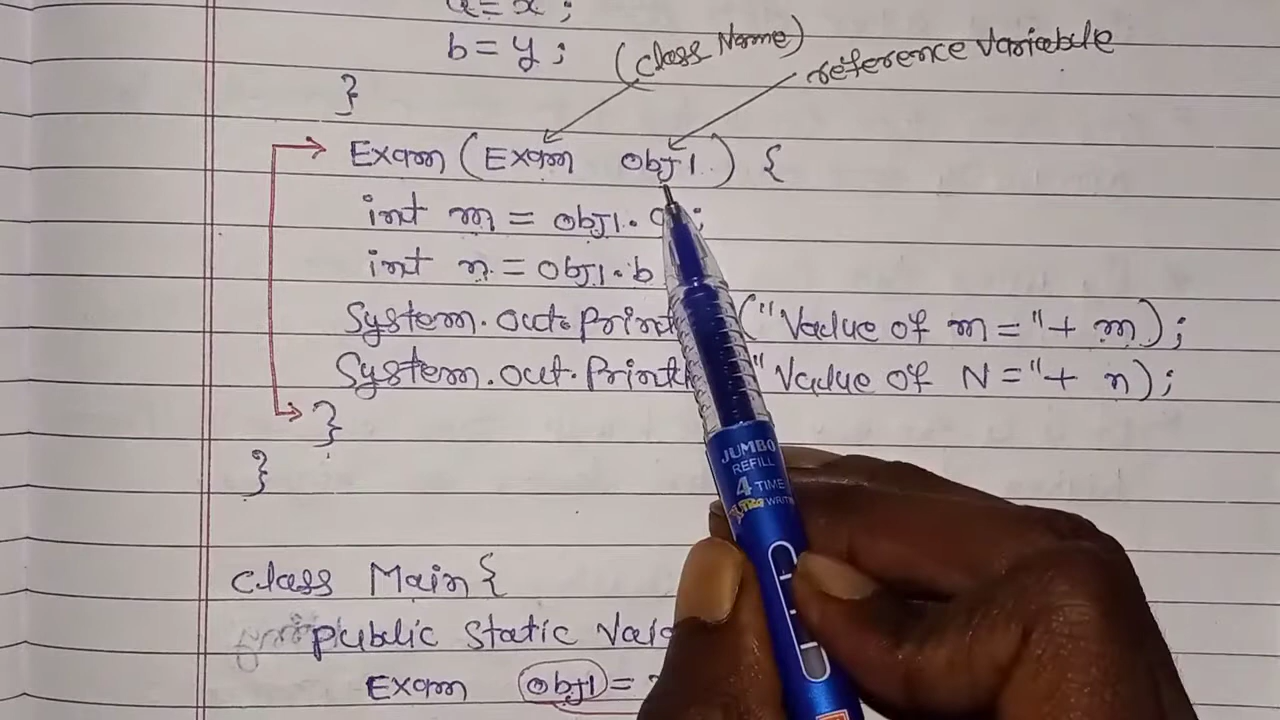 b = y;
(class Name)
reference variable
}
Exam (Exam obj1) {
int m = obj1.
int n = obj1.b
System.out.Print ("Value of m = "+ m);
System.out.Print "Value of N = "+ n);
}
}
class Main {
public static
Exam obj1 =
JUMBO
REFILL
4 TIME